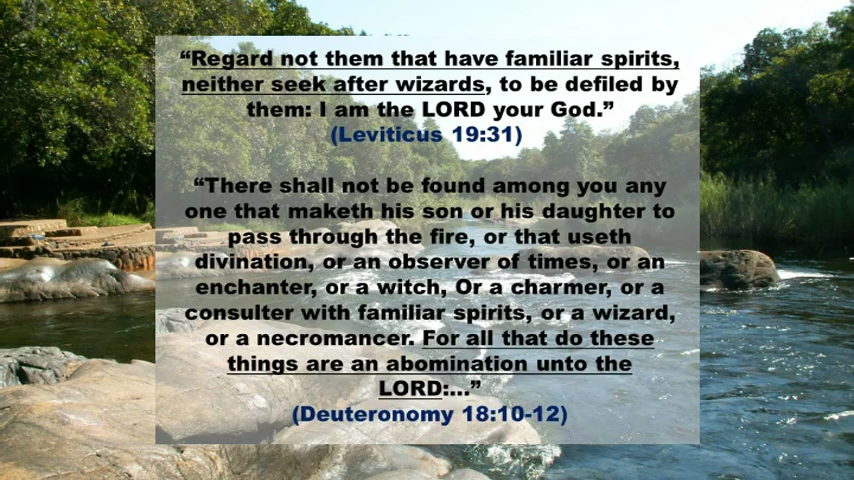 “Regard not them that have familiar spirits,
neither seek after wizards, to be defiled by
them: I am the LORD your God.”
(Leviticus 19:31)
“There shall not be found among you any
one that maketh his son or his daughter to
pass through the fire, or that useth
divination, or an observer of times, or an
enchanter, or a witch, Or a charmer, or a
consulter with familiar spirits, or a wizard,
or a necromancer. For all that do these
things are an abomination unto the
LORD:...”
(Deuteronomy 18:10-12)